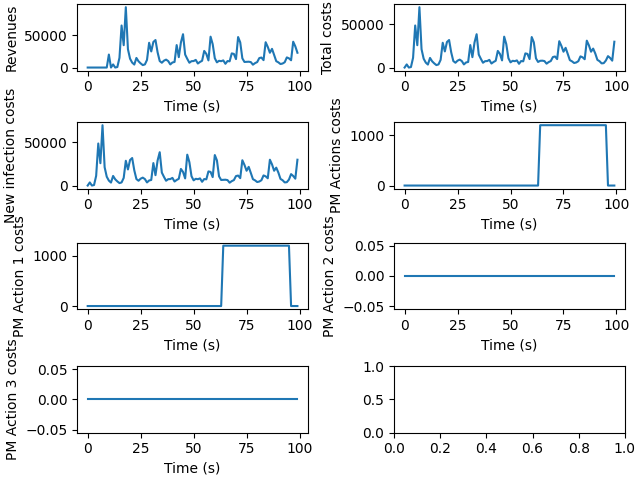 Revenues
50000
0
0 25 50 75 100
Time (s)
Total costs
50000
0
0 25 50 75 100
Time (s)
New infection costs
50000
0
0 25 50 75 100
Time (s)
PM Actions costs
1000
0
0 25 50 75 100
Time (s)
PM Action 1 costs
1000
0
0 25 50 75 100
Time (s)
PM Action 2 costs
0.05
0.00
−0.05
0 25 50 75 100
Time (s)
PM Action 3 costs
0.05
0.00
−0.05
0 25 50 75 100
Time (s)
1.0
0.5
0.0
0.0 0.2 0.4 0.6 0.8 1.0